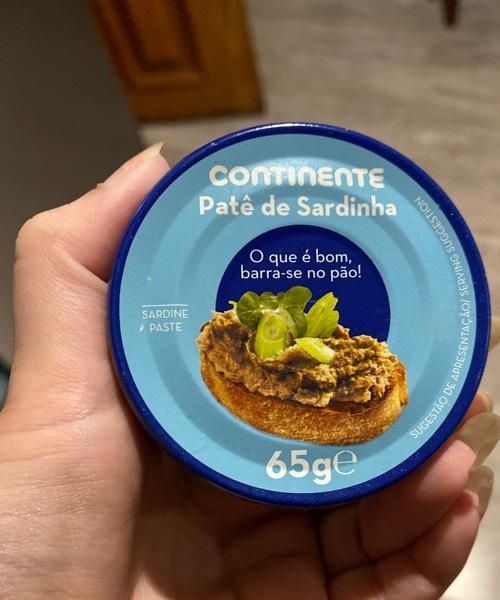 CONTINENTE
Patê de Sardinha
O que é bom,
barra-se no pão!
SARDINE
PASTE
SUGESTÃO DE APRESENTAÇÃO/ SERVING SUGGESTION
65g℮